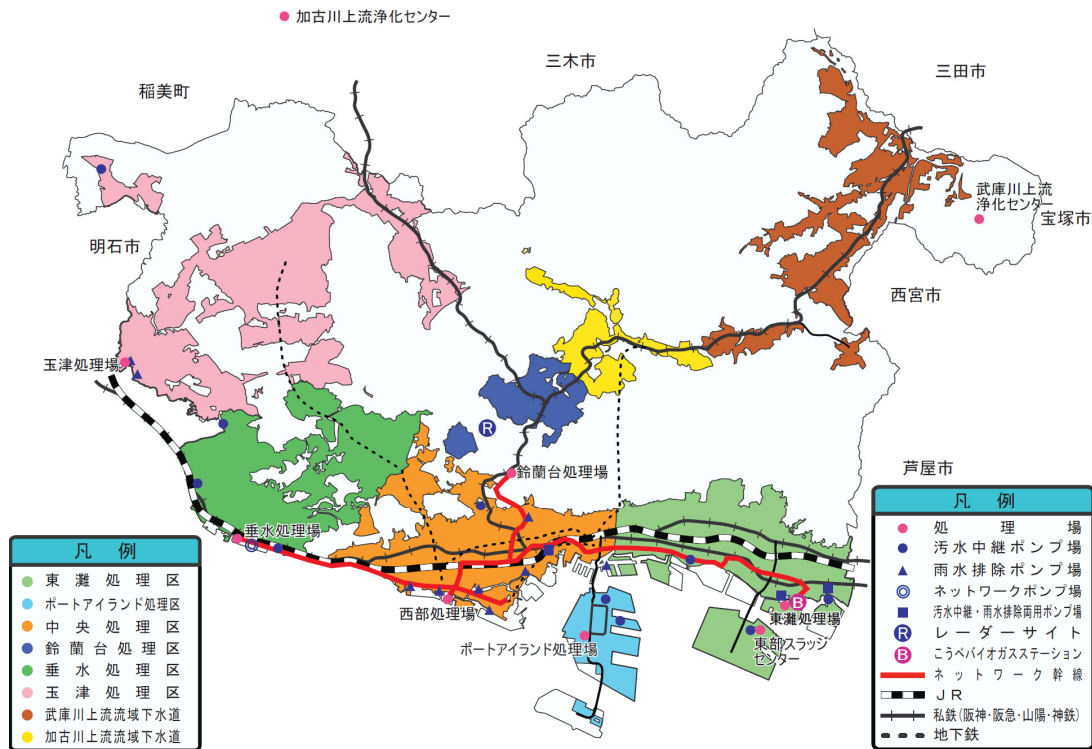 加古川上流浄化センター
三木市
三田市
稲美町
武庫川上流
浄化センター
宝塚市
明石市
西宮市
玉津処理場
R
鈴蘭台処理場
芦屋市
垂水処理場
西部処理場
B
東灘処理場
ポートアイランド処理場
東部スラッジ
センター
凡例
東灘処理区
ポートアイランド処理区
中央処理区
鈴蘭台処理区
垂水処理区
玉津処理区
武庫川上流流域下水道
加古川上流流域下水道
凡例
処理場
汚水中継ポンプ場
雨水排除ポンプ場
ネットワークポンプ場
汚水中継・雨水排除両用ポンプ場
R レーダーサイト
B こうべバイオガスステーション
ネットワーク幹線
JR
私鉄(阪神・阪急・山陽・神鉄)
地下鉄